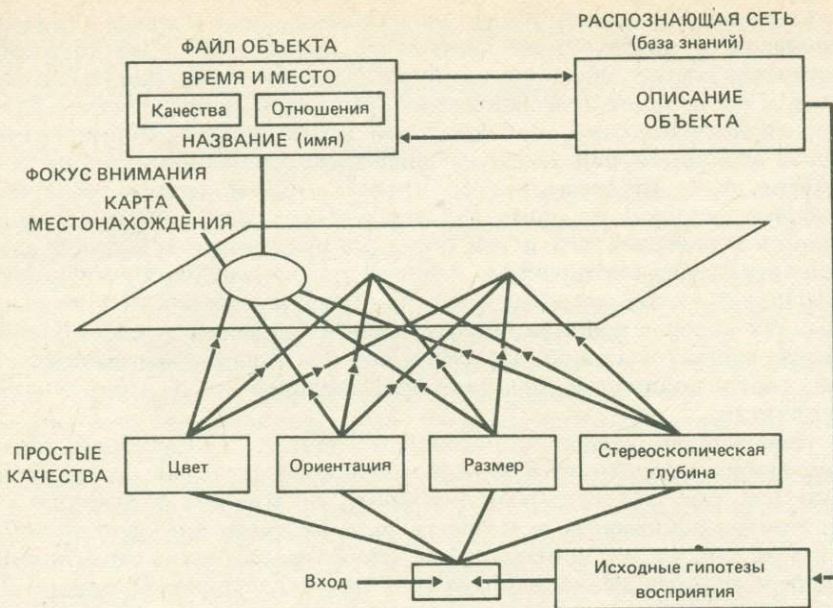 ФАЙЛ ОБЪЕКТА
РАСПОЗНАЮЩАЯ СЕТЬ
(база знаний)
ВРЕМЯ И МЕСТО
Качества
Отношения
НАЗВАНИЕ (имя)
ОПИСАНИЕ
ОБЪЕКТА
ФОКУС ВНИМАНИЯ
КАРТА
МЕСТОНАХОЖДЕНИЯ
ПРОСТЫЕ
КАЧЕСТВА
Цвет
Ориентация
Размер
Стереоскопическая
глубина
Вход
Исходные гипотезы
восприятия